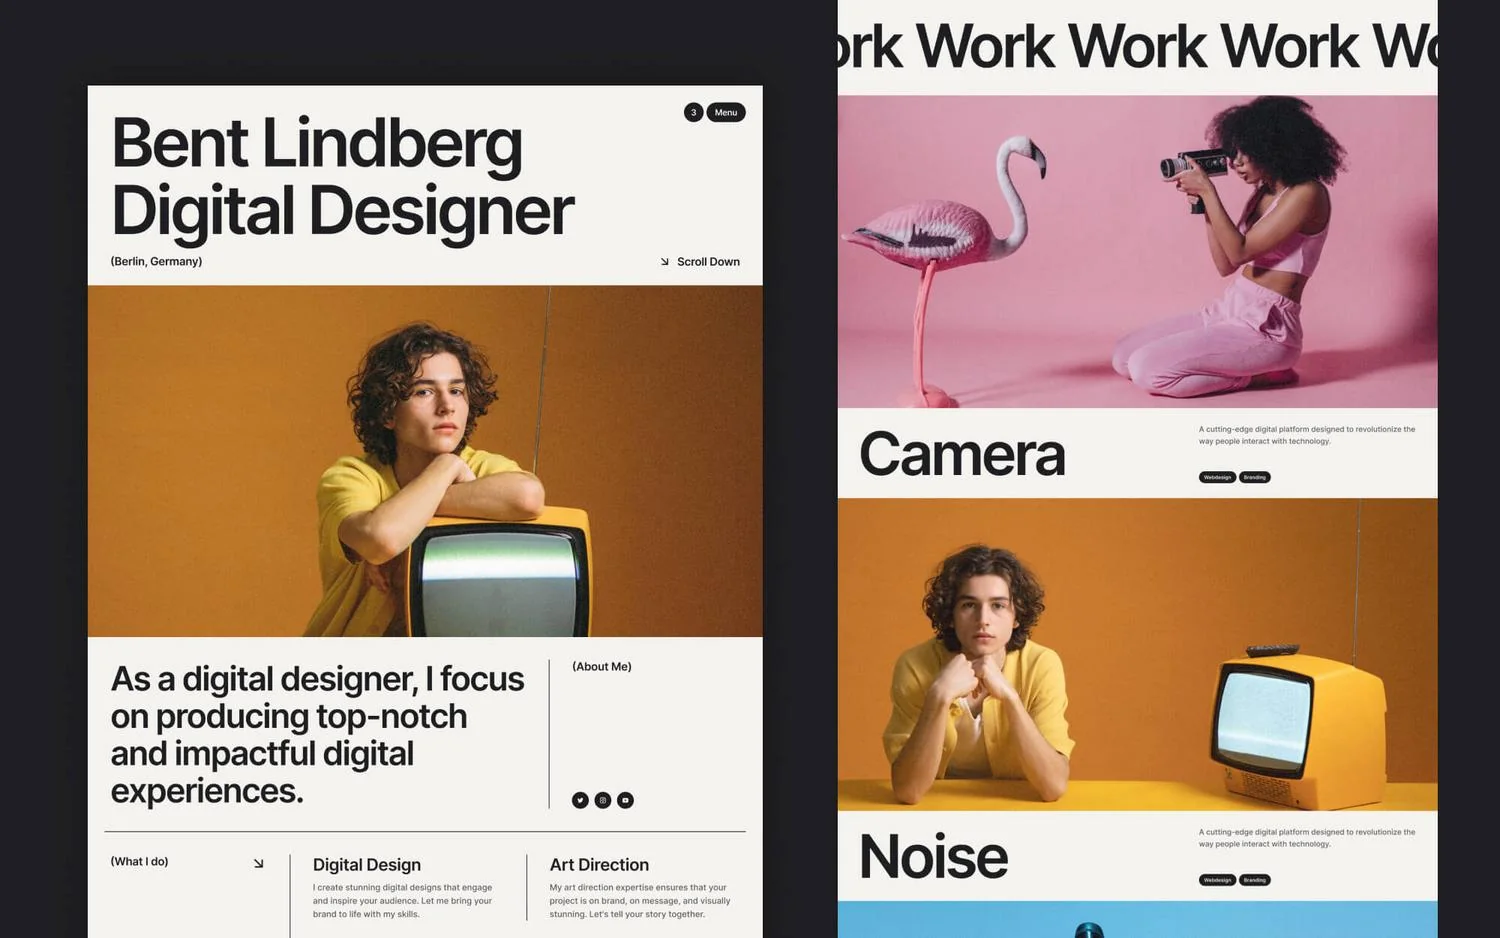 Bent Lindberg
Digital Designer
3 Menu
(Berlin, Germany)
Scroll Down
As a digital designer, I focus
on producing top-notch
and impactful digital
experiences.
(About Me)
(What I do)
Digital Design
I create stunning digital designs that engage
and inspire your audience. Let me bring your
brand to life with my skills.
Art Direction
My art direction expertise ensures that your
project is on brand, on message, and visually
stunning. Let's tell your story together.
ork Work Work Work Wo
Camera
A cutting-edge digital platform designed to revolutionize the
way people interact with technology.
Webdesign Branding
Noise
A cutting-edge digital platform designed to revolutionize the
way people interact with technology.
Webdesign Branding